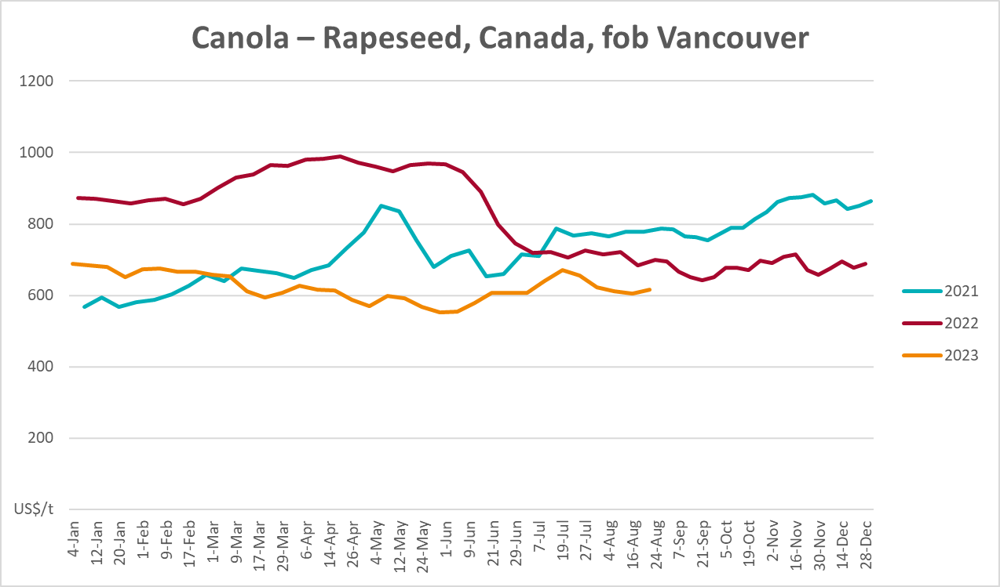 Canola – Rapeseed, Canada, fob Vancouver
1200
1000
800
600
400
200
US$/t
4-Jan
12-Jan
20-Jan
1-Feb
9-Feb
17-Feb
1-Mar
9-Mar
17-Mar
29-Mar
6-Apr
14-Apr
26-Apr
4-May
12-May
24-May
1-Jun
9-Jun
21-Jun
29-Jun
7-Jul
19-Jul
27-Jul
4-Aug
16-Aug
24-Aug
7-Sep
21-Sep
5-Oct
19-Oct
2-Nov
16-Nov
30-Nov
14-Dec
28-Dec
2021
2022
2023